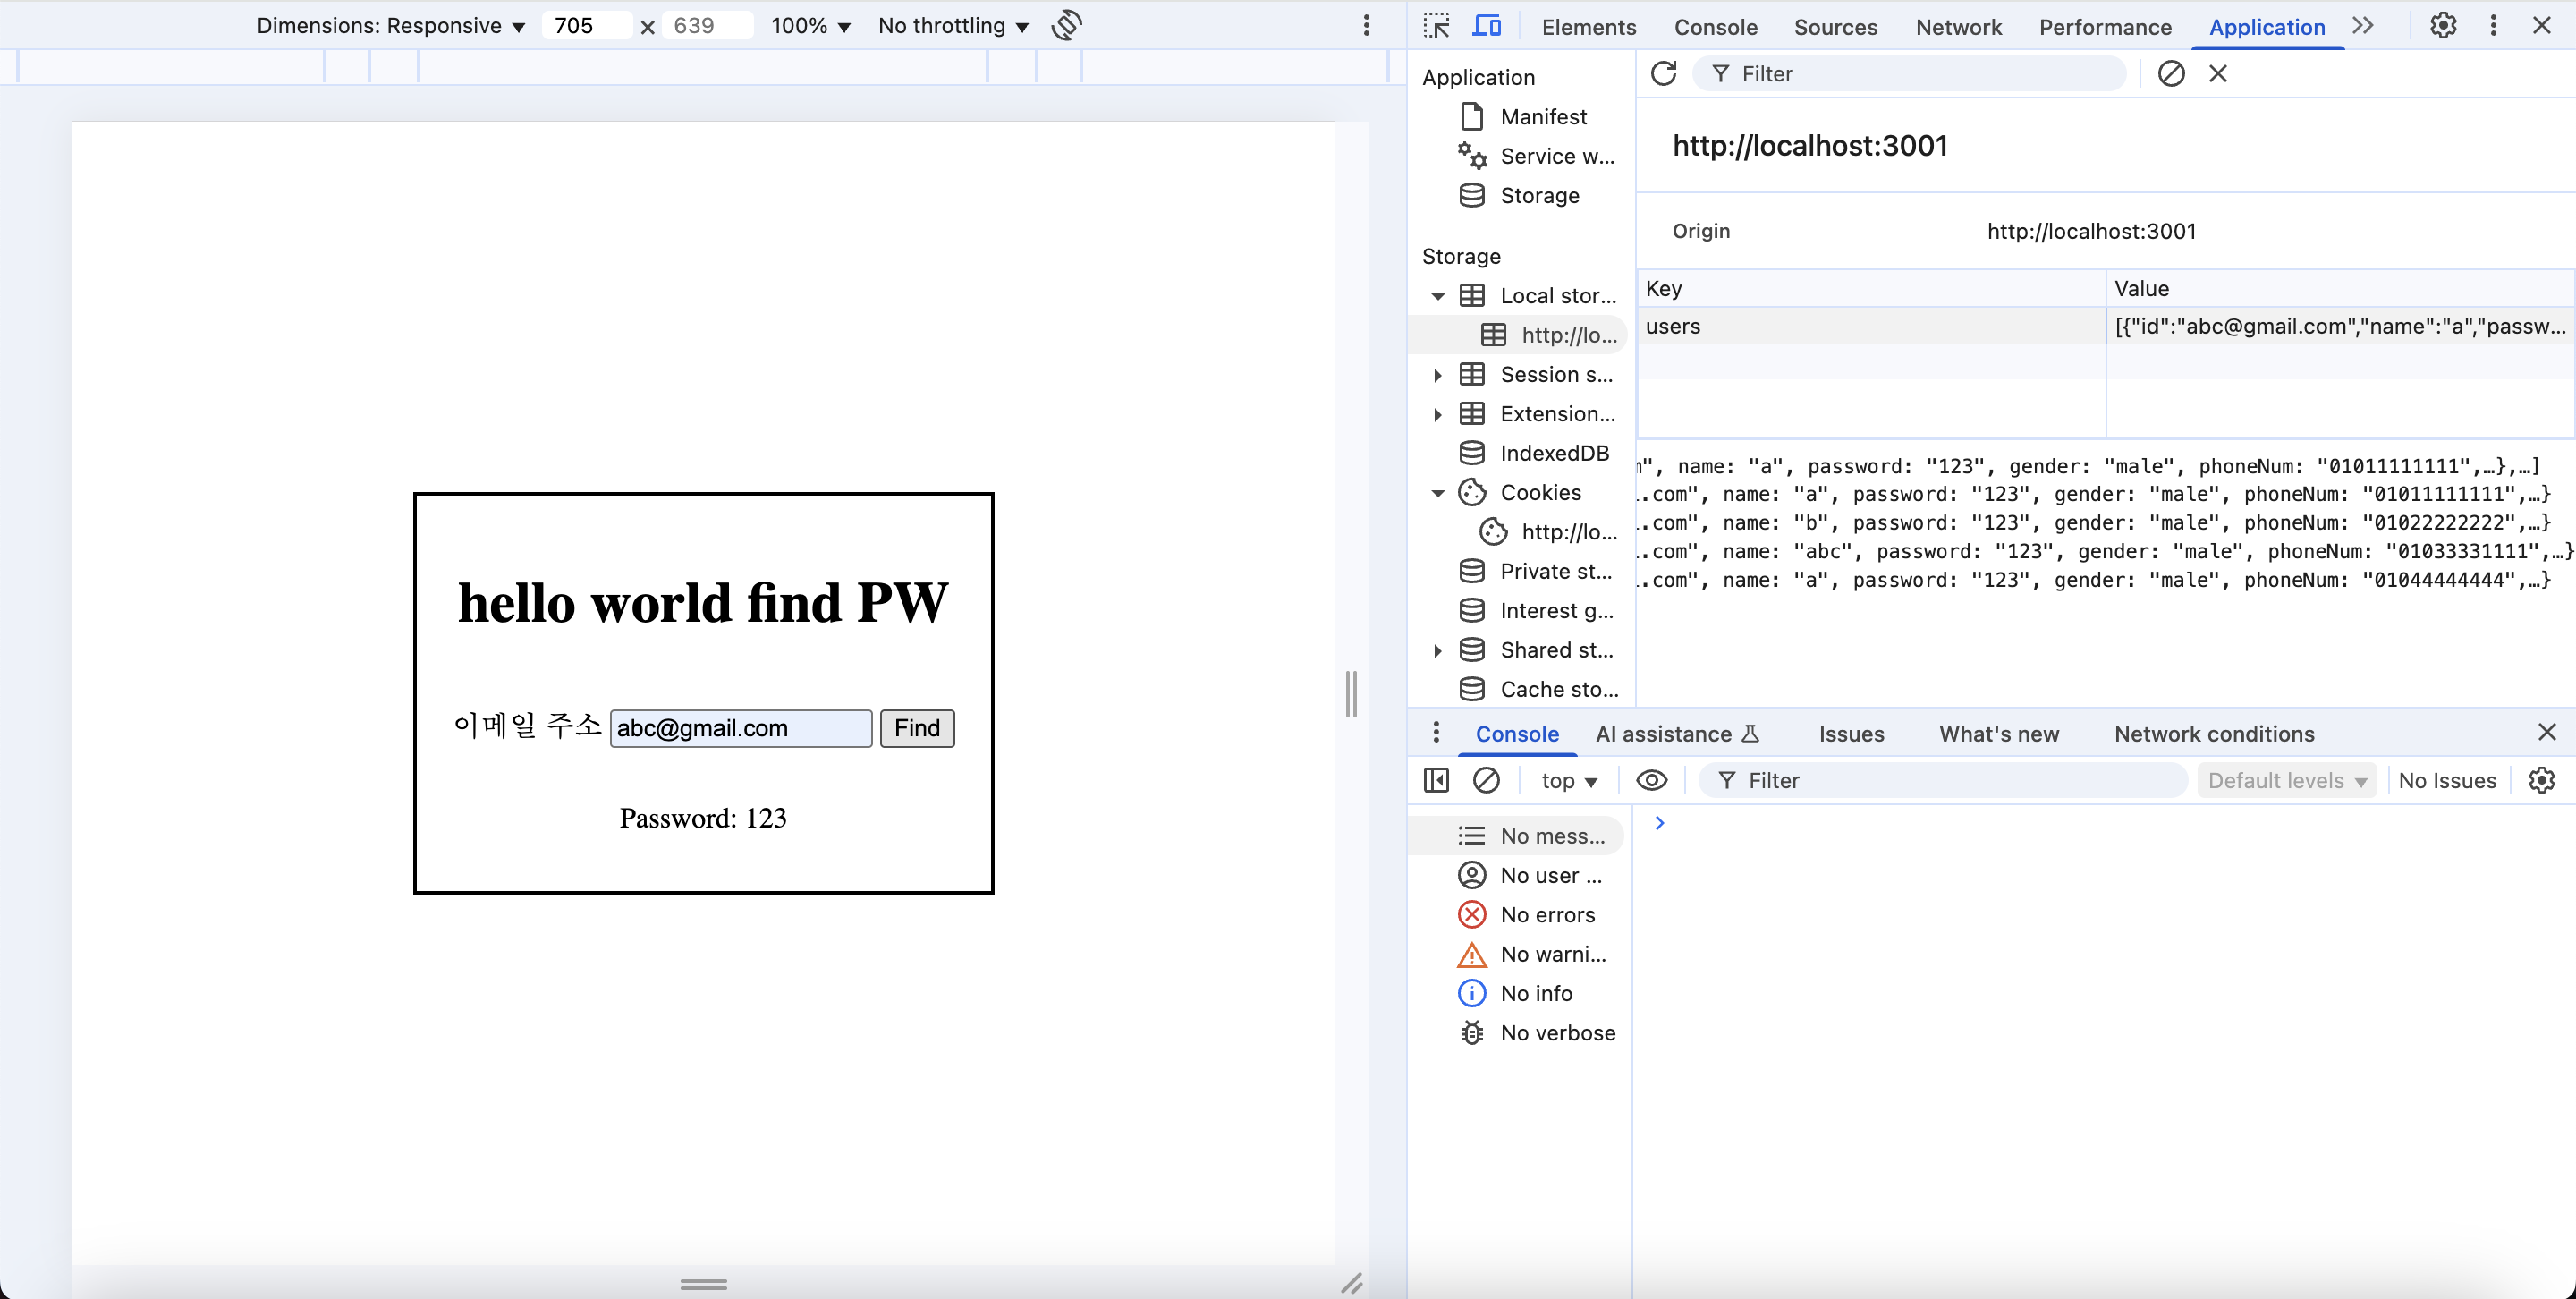 Dimensions: Responsive ▼ 705 × 639 100% ▼ No throttling ▼
hello world find PW
이메일 주소 abc@gmail.com Find
Password: 123
Elements Console Sources Network Performance Application
Application
Manifest
Service w...
Storage
Storage
Local stor...
http://lo...
Session s...
Extension...
IndexedDB
Cookies
http://lo...
Private st...
Interest g...
Shared st...
Cache sto...
Filter
http://localhost:3001
Origin http://localhost:3001
Key Value
users [{"id":"abc@gmail.com","name":"a","passw...
", name: "a", password: "123", gender: "male", phoneNum: "01011111111",…},…]
.com", name: "a", password: "123", gender: "male", phoneNum: "01011111111",…}
.com", name: "b", password: "123", gender: "male", phoneNum: "01022222222",…}
.com", name: "abc", password: "123", gender: "male", phoneNum: "01033331111",…}
.com", name: "a", password: "123", gender: "male", phoneNum: "01044444444",…}
Console AI assistance Issues What's new Network conditions
top ▼ Filter Default levels ▼ No Issues
No mess...
No user ...
No errors
No warni...
No info
No verbose